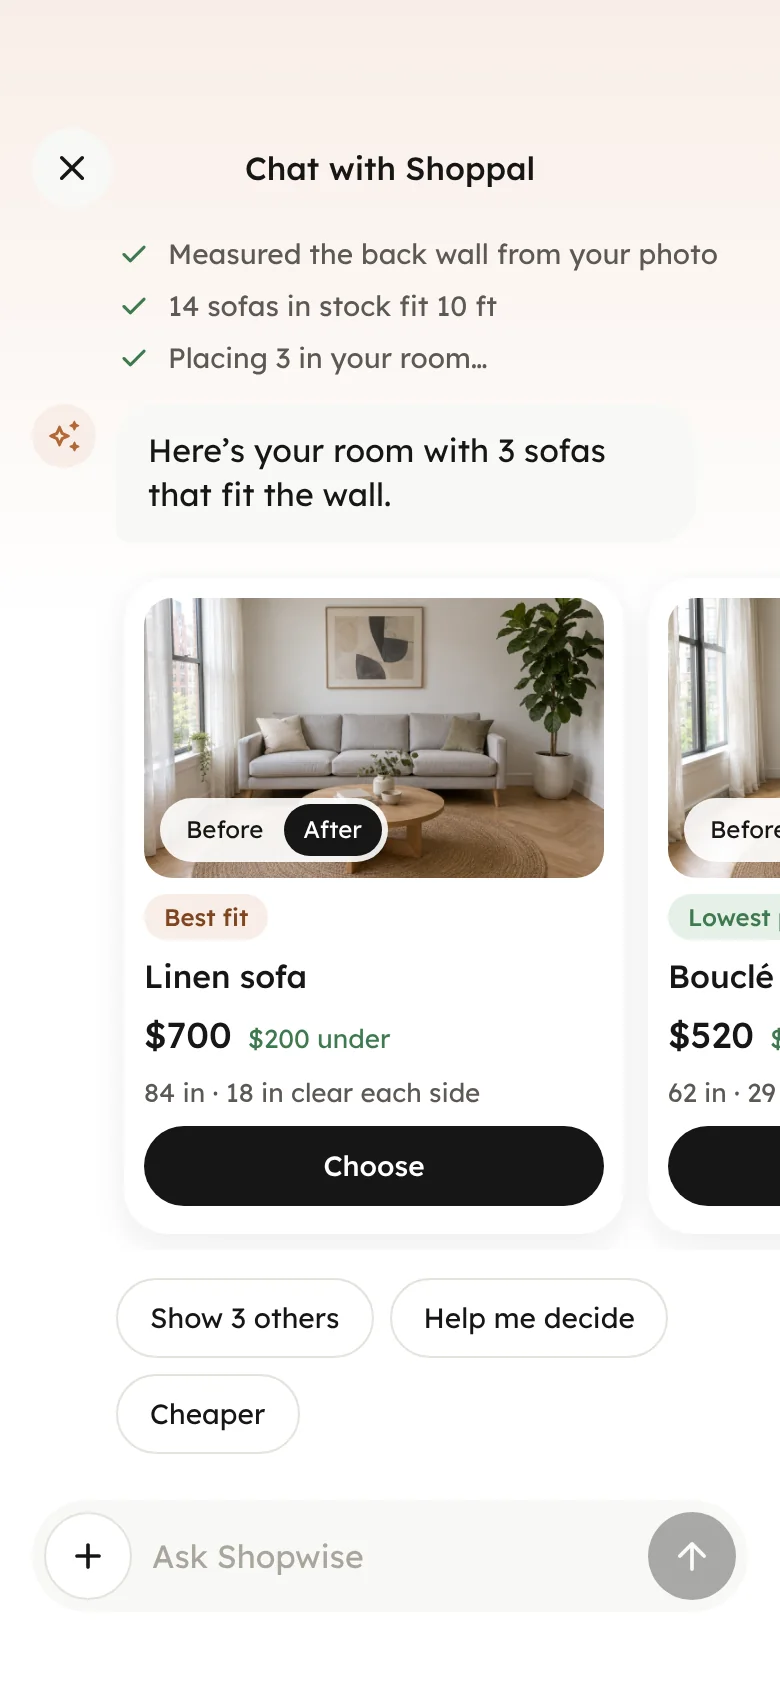 Chat with Shoppal
Measured the back wall from your photo
14 sofas in stock fit 10 ft
Placing 3 in your room…
Here’s your room with 3 sofas
that fit the wall.
Before After
Best fit
Linen sofa
$700 $200 under
84 in · 18 in clear each side
Choose
Before
Lowest
Bouclé
$520 $
62 in · 29
Show 3 others Help me decide
Cheaper
Ask Shopwise